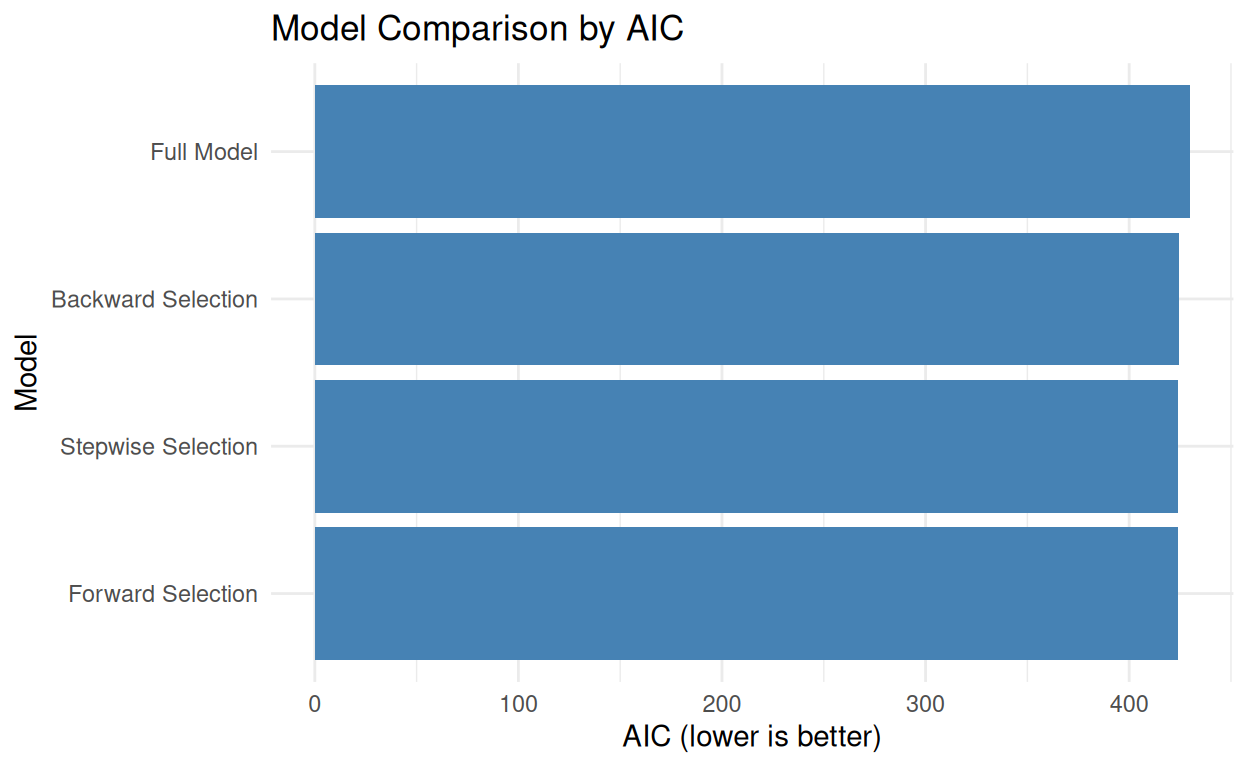 Model Comparison by AIC
Model
Full Model
Backward Selection
Stepwise Selection
Forward Selection
0 100 200 300 400
AIC (lower is better)